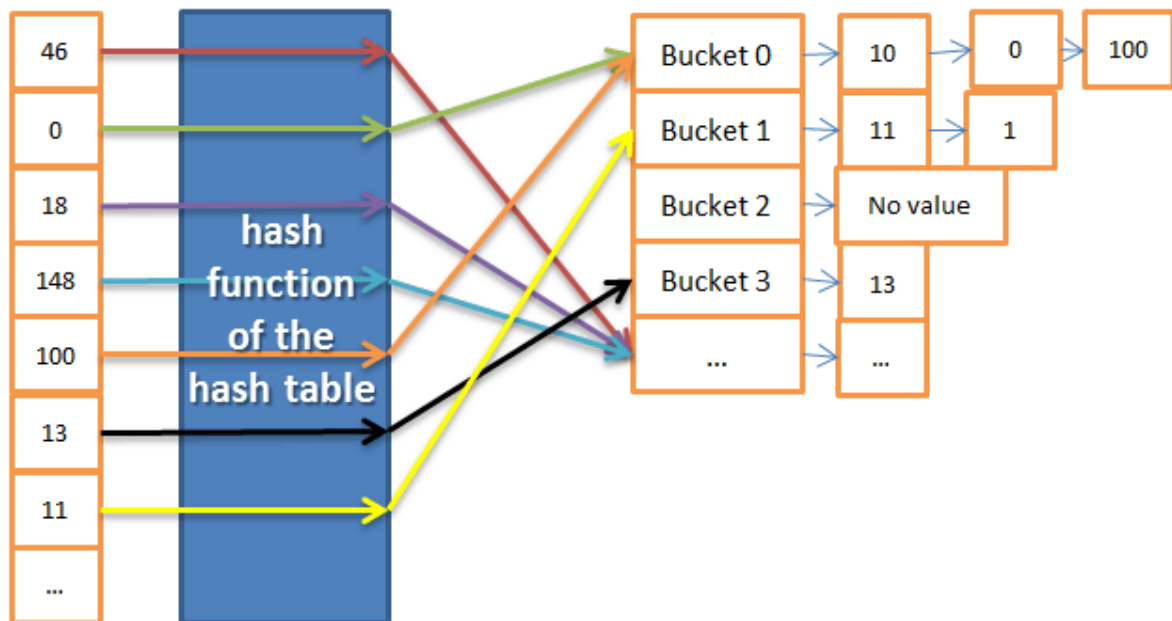 46
0
18
148
100
13
11
...
hash
function
of the
hash table
Bucket 0
10
0
100
Bucket 1
11
1
Bucket 2
No value
Bucket 3
13
...
...